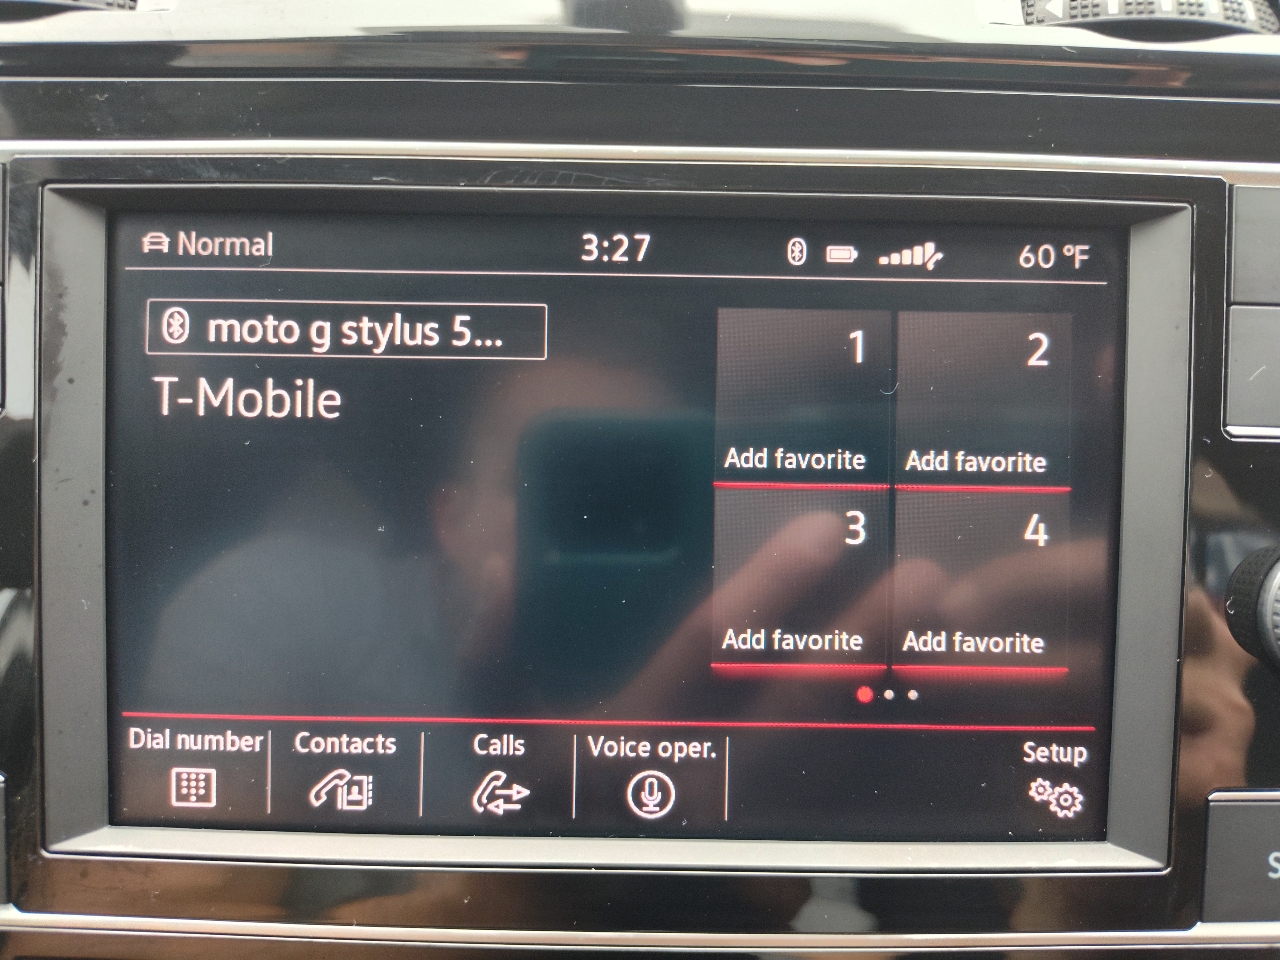 Normal 3:27 60 °F
moto g stylus 5...
T-Mobile
1 2
Add favorite Add favorite
3 4
Add favorite Add favorite
Dial number Contacts Calls Voice oper. Setup
S